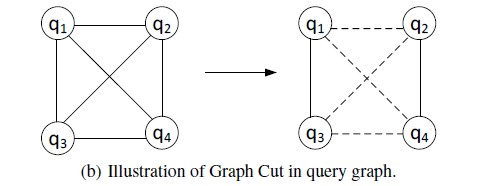 q1 q2 q1 q2
q3 q4 q3 q4
(b) Illustration of Graph Cut in query graph.